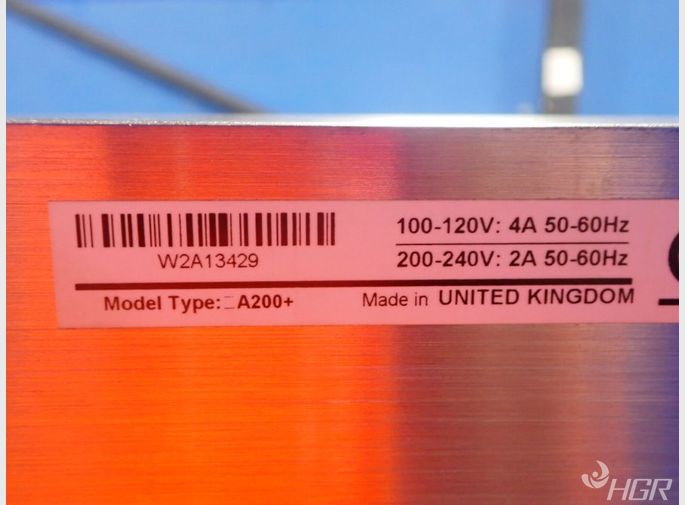 W2A13429
Model Type: A200+
100-120V: 4A 50-60Hz
200-240V: 2A 50-60Hz
Made in UNITED KINGDOM
HGR